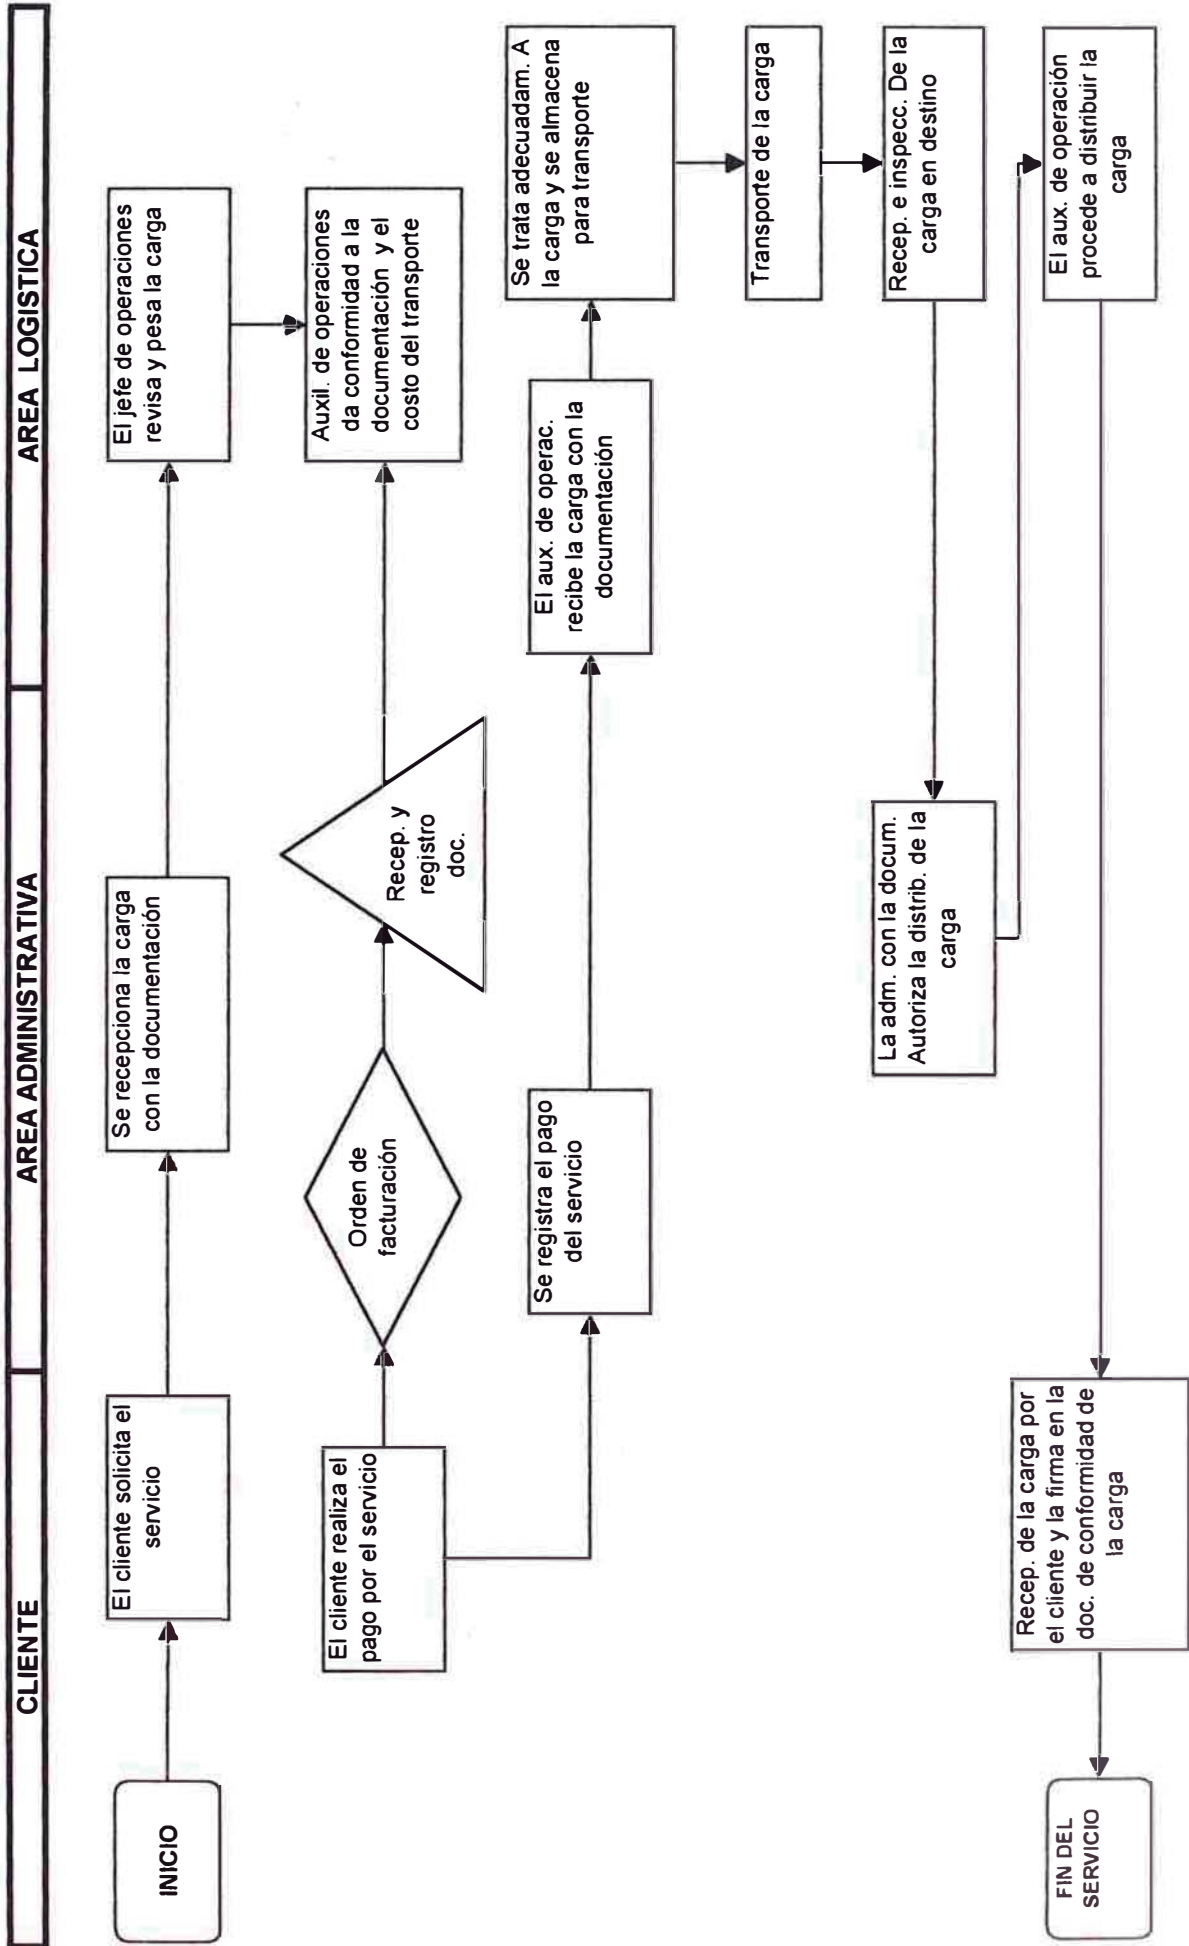 CLIENTE
AREA ADMINISTRATIVA
AREA LOGISTICA
INICIO
El cliente solicita el
servicio
Se recepciona la carga
con la documentación
El jefe de operaciones
revisa y pesa la carga
El cliente realiza el
pago por el servicio
Orden de
facturación
Recep. y
registro
doc.
Auxil. de operaciones
da conformidad a la
documentación y el
costo del transporte
Se registra el pago
del servicio
El aux. de operac.
recibe la carga con la
documentación
Se trata adecuadam. A
la carga y se almacena
para transporte
Transporte de la carga
Recep. e inspecc. De la
carga en destino
La adm. con la docum.
Autoriza la distrib. de la
carga
El aux. de operación
procede a distribuir la
carga
Recep. de la carga por
el cliente y la firma en la
doc. de conformidad de
la carga
FIN DEL
SERVICIO